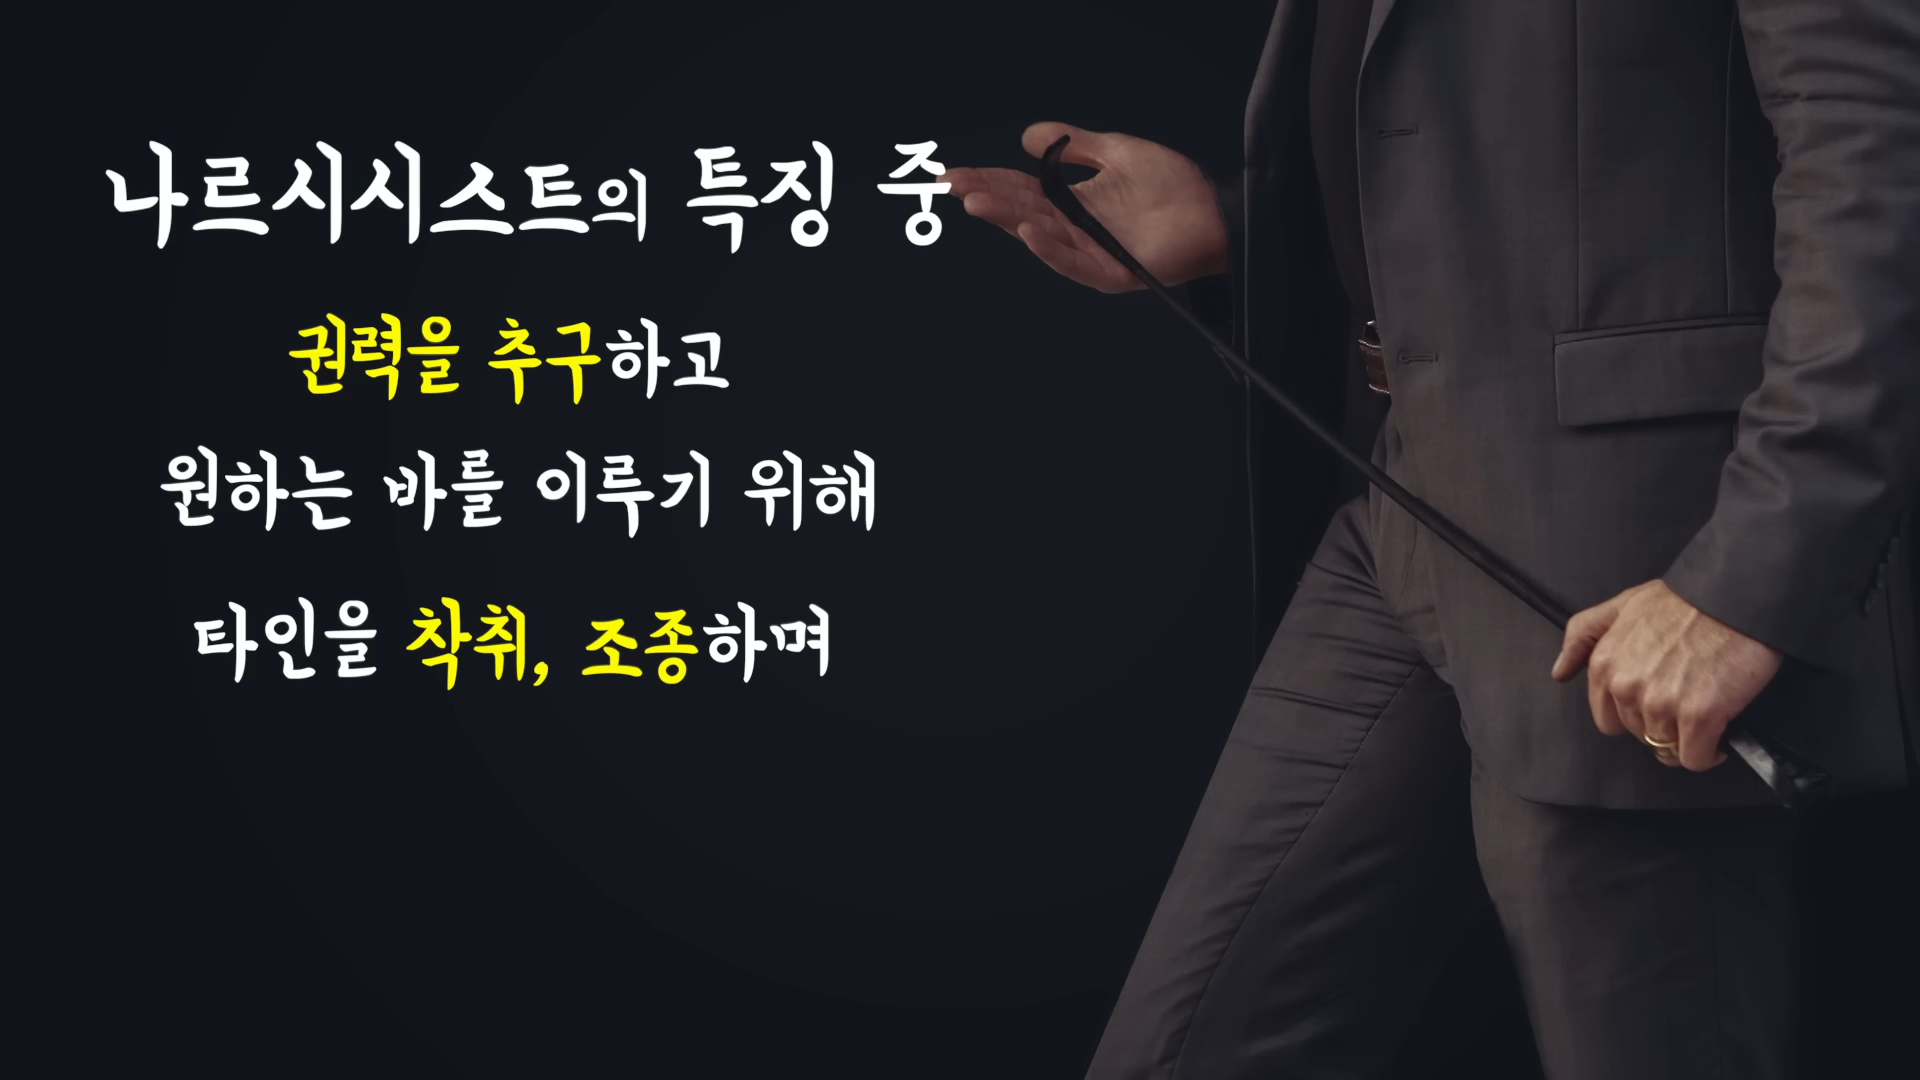 나르시시스트의 특징 중
권력을 추구하고
원하는 바를 이루기 위해
타인을 착취, 조종하며